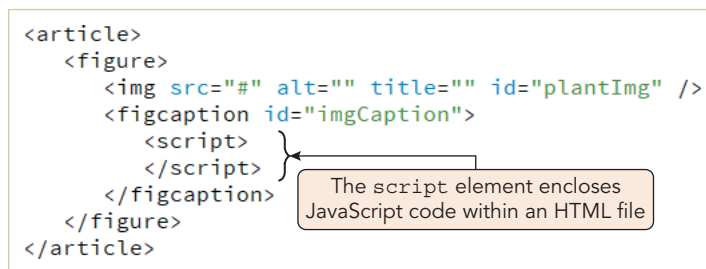 <article>
<figure>
<img src="#" alt="" title="" id="plantImg" />
<figcaption id="imgCaption">
<script>
</script>
The script element encloses
JavaScript code within an HTML file
</figcaption>
</figure>
</article>